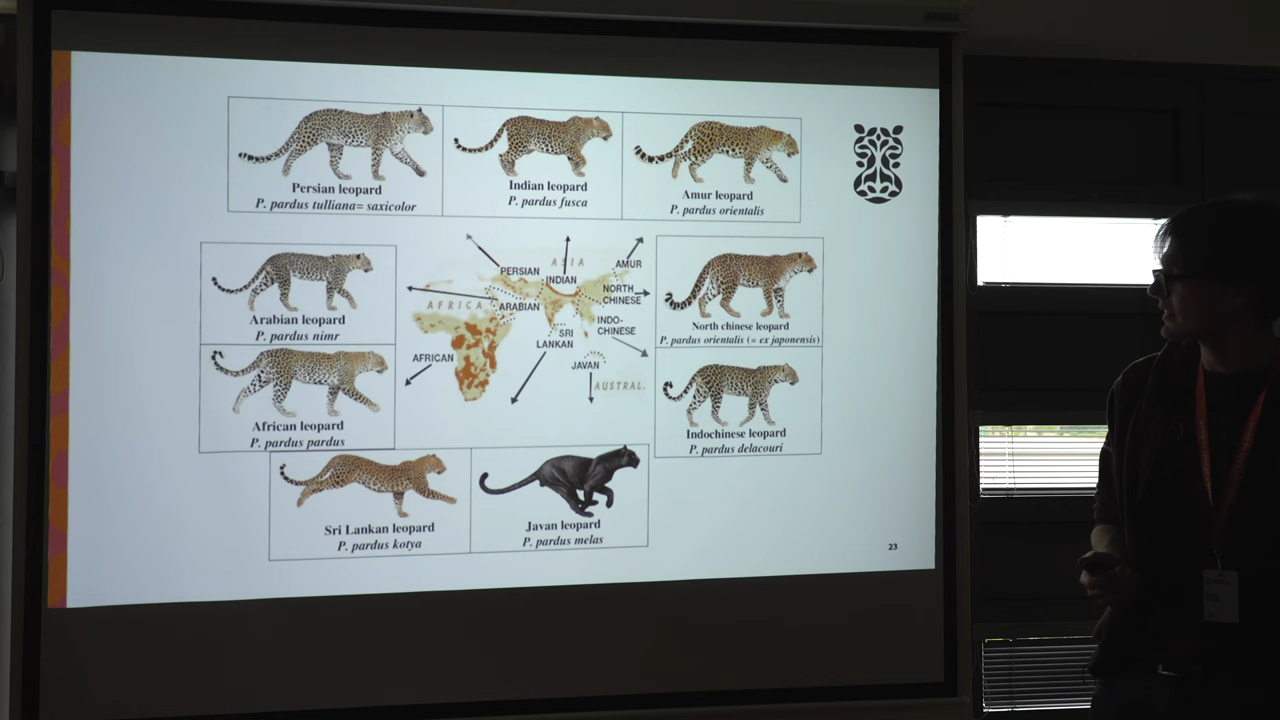 Persian leopard
P. pardus tulliana= saxicolor
Indian leopard
P. pardus fusca
Amur leopard
P. pardus orientalis
Arabian leopard
P. pardus nimr
African leopard
P. pardus pardus
ASIA
AMUR
PERSIAN
INDIAN
NORTH
CHINESE
AFRICA
ARABIAN
INDO-
CHINESE
SRI
LANKAN
AFRICAN
JAVAN
AUSTRAL.
North chinese leopard
P. pardus orientalis (= ex japonensis)
Indochinese leopard
P. pardus delacouri
Sri Lankan leopard
P. pardus kotya
Javan leopard
P. pardus melas
23